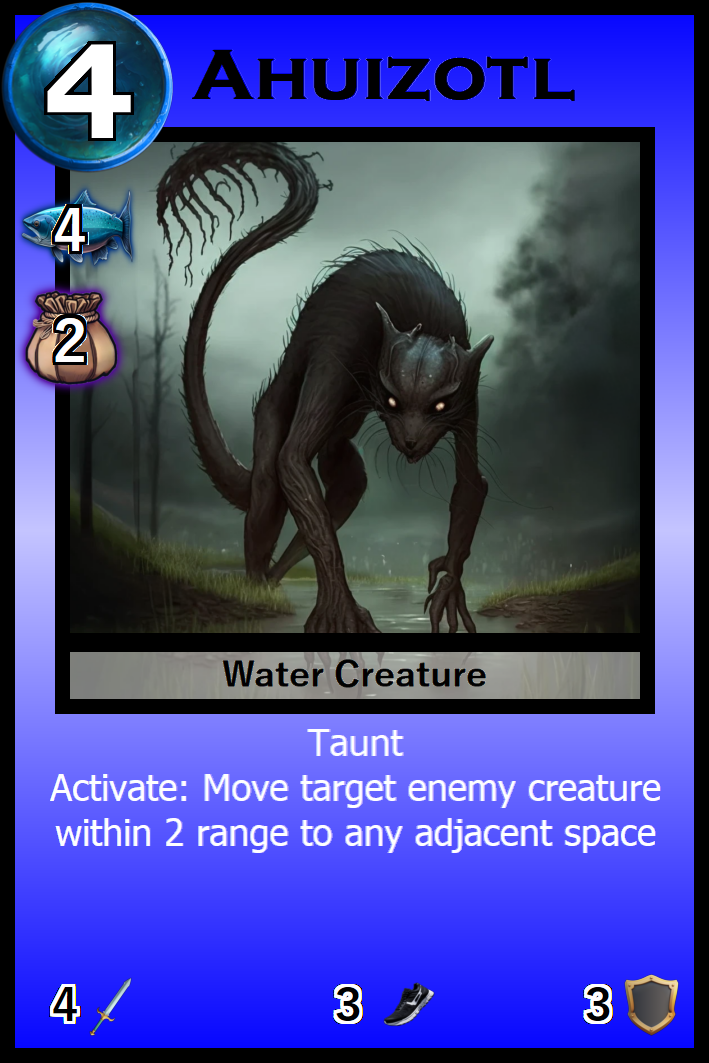 4
AHUIZOTL
4
2
Water Creature
Taunt
Activate: Move target enemy creature
within 2 range to any adjacent space
4 3 3